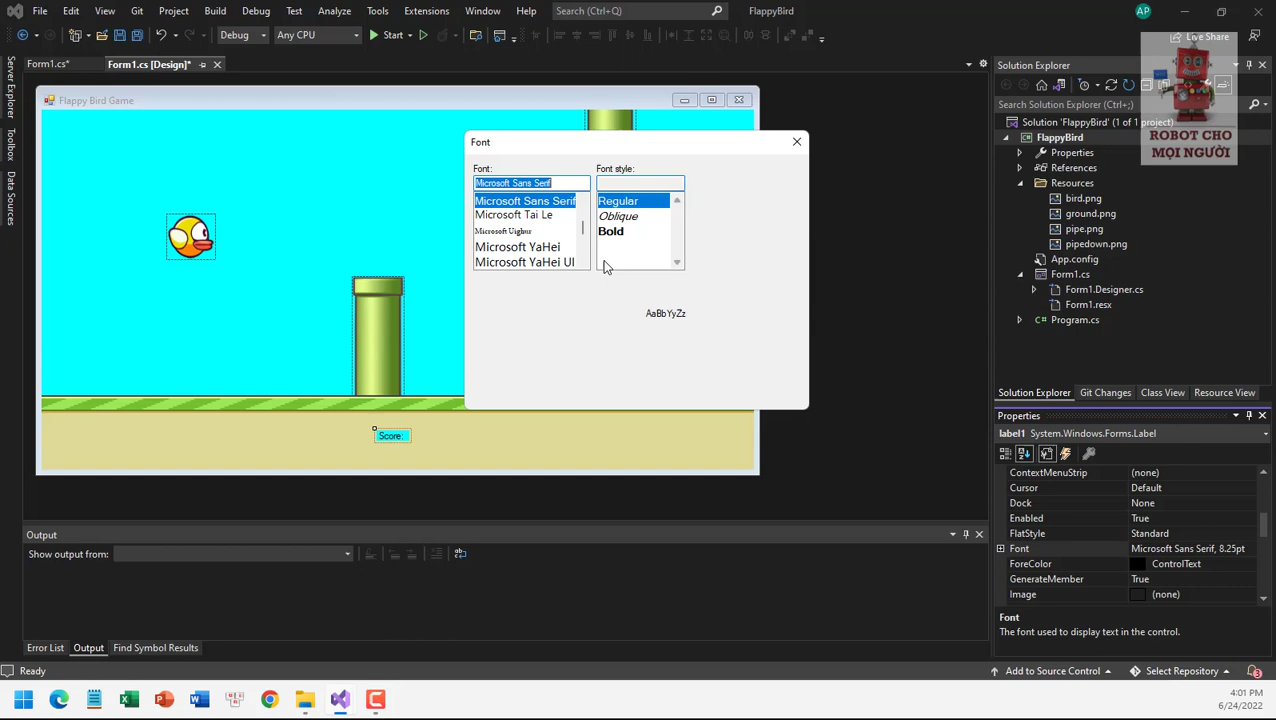 File Edit View Git Project Build Debug Test Analyze Tools Extensions Window Help Search (Ctrl+Q) FlappyBird AP
Debug Any CPU Start Live Share
Form1.cs* Form1.cs [Design]*
Server Explorer
Toolbox
Data Sources
Flappy Bird Game
Score:
Font
Font: Font style:
Microsoft Sans Serif
Microsoft Sans Serif Regular
Microsoft Tai Le Oblique
Microsoft Uighur Bold
Microsoft YaHei
Microsoft YaHei UI
AaBbYyZz
Solution Explorer
Search Solution Explorer (Ctrl+;)
Solution 'FlappyBird' (1 of 1 project)
FlappyBird
Properties
References
Resources
bird.png
ground.png
pipe.png
pipedown.png
App.config
Form1.cs
Form1.Designer.cs
Form1.resx
Program.cs
ROBOT CHO
MỌI NGƯỜI
Solution Explorer Git Changes Class View Resource View
Properties
label1 System.Windows.Forms.Label
ContextMenuStrip (none)
Cursor Default
Dock None
Enabled True
FlatStyle Standard
Font Microsoft Sans Serif, 8.25pt
ForeColor ControlText
GenerateMember True
Image (none)
Font
The font used to display text in the control.
Output
Show output from:
Error List Output Find Symbol Results
Ready Add to Source Control Select Repository 3
4:01 PM
6/24/2022